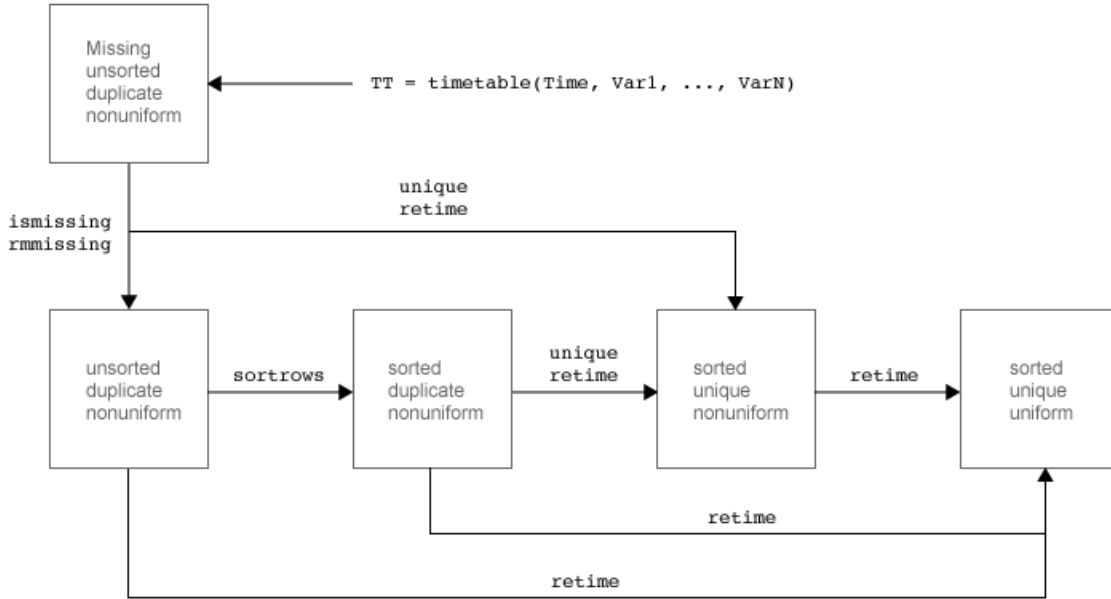 Missing
unsorted
duplicate
nonuniform
TT = timetable(Time, Var1, ..., VarN)
unique
retime
ismissing
rmmissing
unsorted
duplicate
nonuniform
sortrows
sorted
duplicate
nonuniform
unique
retime
sorted
unique
nonuniform
retime
sorted
unique
uniform
retime
retime